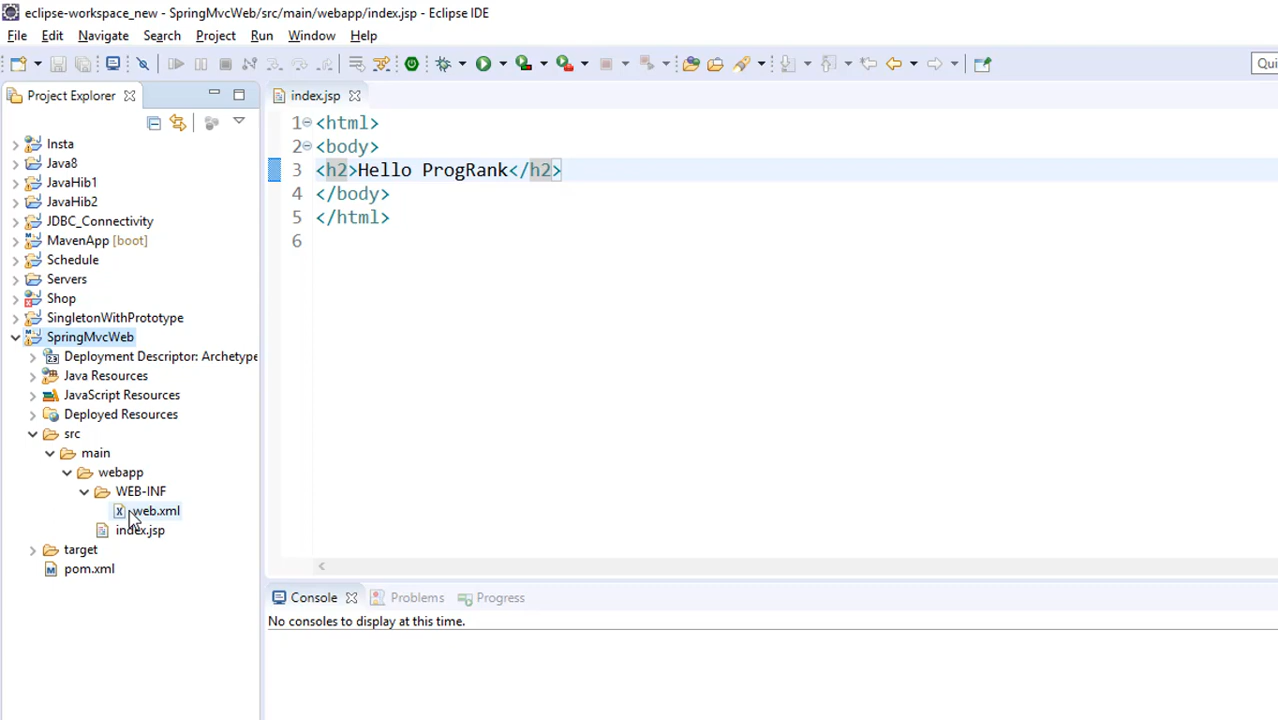 eclipse-workspace_new - SpringMvcWeb/src/main/webapp/index.jsp - Eclipse IDE
File Edit Navigate Search Project Run Window Help
Qui
Project Explorer
index.jsp
Insta
Java8
JavaHib1
JavaHib2
JDBC_Connectivity
MavenApp [boot]
Schedule
Servers
Shop
SingletonWithPrototype
SpringMvcWeb
Deployment Descriptor: Archetype
Java Resources
JavaScript Resources
Deployed Resources
src
main
webapp
WEB-INF
web.xml
index.jsp
target
pom.xml
1 <html>
2 <body>
3 <h2>Hello ProgRank</h2>
4 </body>
5 </html>
6
Console Problems Progress
No consoles to display at this time.